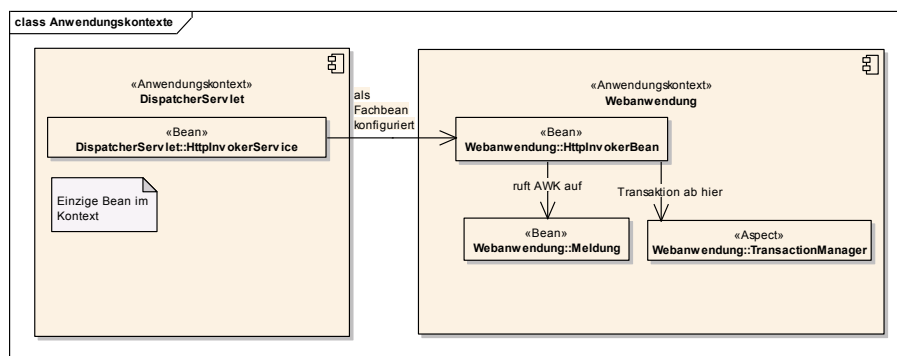 class Anwendungskontexte
«Anwendungskontext»
DispatcherServlet
«Bean»
DispatcherServlet::HttpInvokerService
Einzige Bean im
Kontext
als
Fachbean
konfiguriert
«Anwendungskontext»
Webanwendung
«Bean»
Webanwendung::HttpInvokerBean
ruft AWK auf
Transaktion ab hier
«Bean»
Webanwendung::Meldung
«Aspect»
Webanwendung::TransactionManager